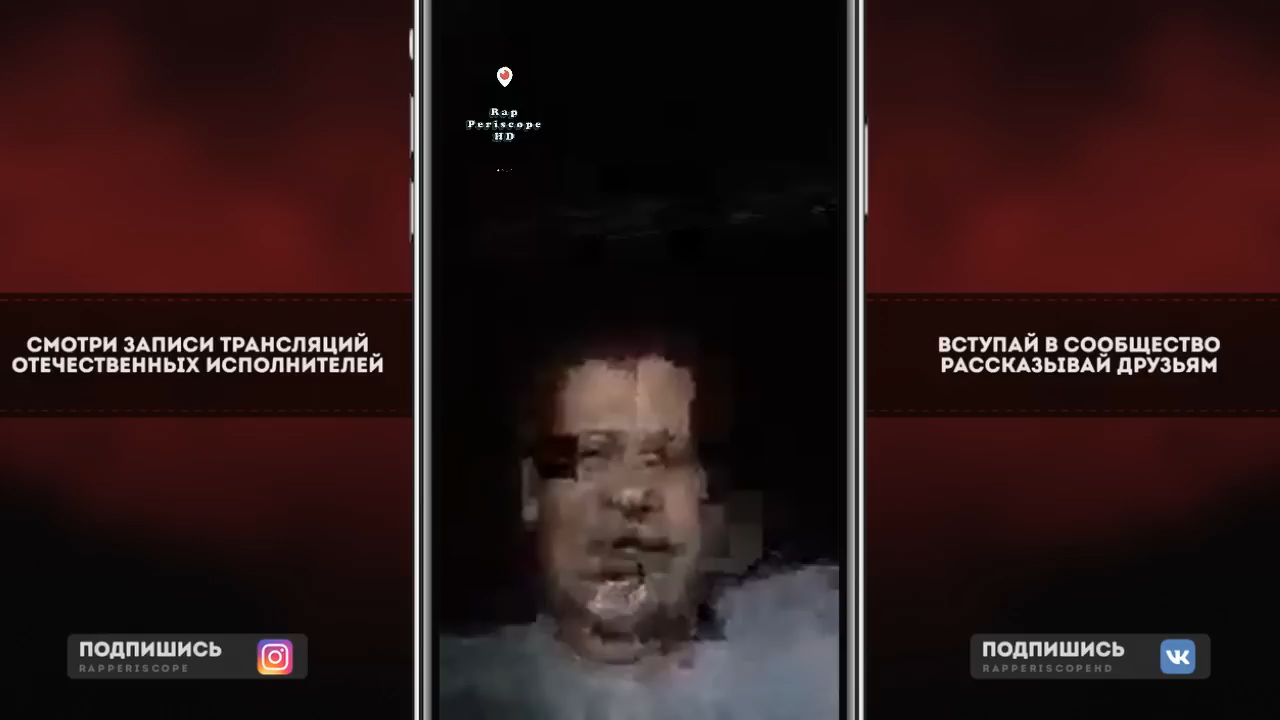 Rap
Periscope
HD
СМОТРИ ЗАПИСИ ТРАНСЛЯЦИЙ
ОТЕЧЕСТВЕННЫХ ИСПОЛНИТЕЛЕЙ
ВСТУПАЙ В СООБЩЕСТВО
РАССКАЗЫВАЙ ДРУЗЬЯМ
ПОДПИШИСЬ
RAPPERISCOPE
ПОДПИШИСЬ
RAPPERISCOPEHD